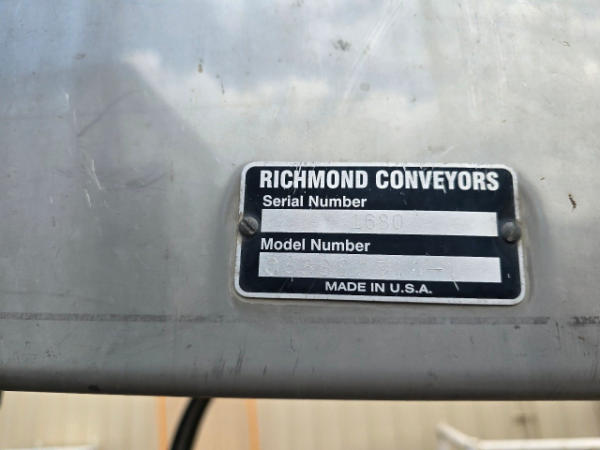 RICHMOND CONVEYORS
Serial Number
1680
Model Number
MADE IN U.S.A.